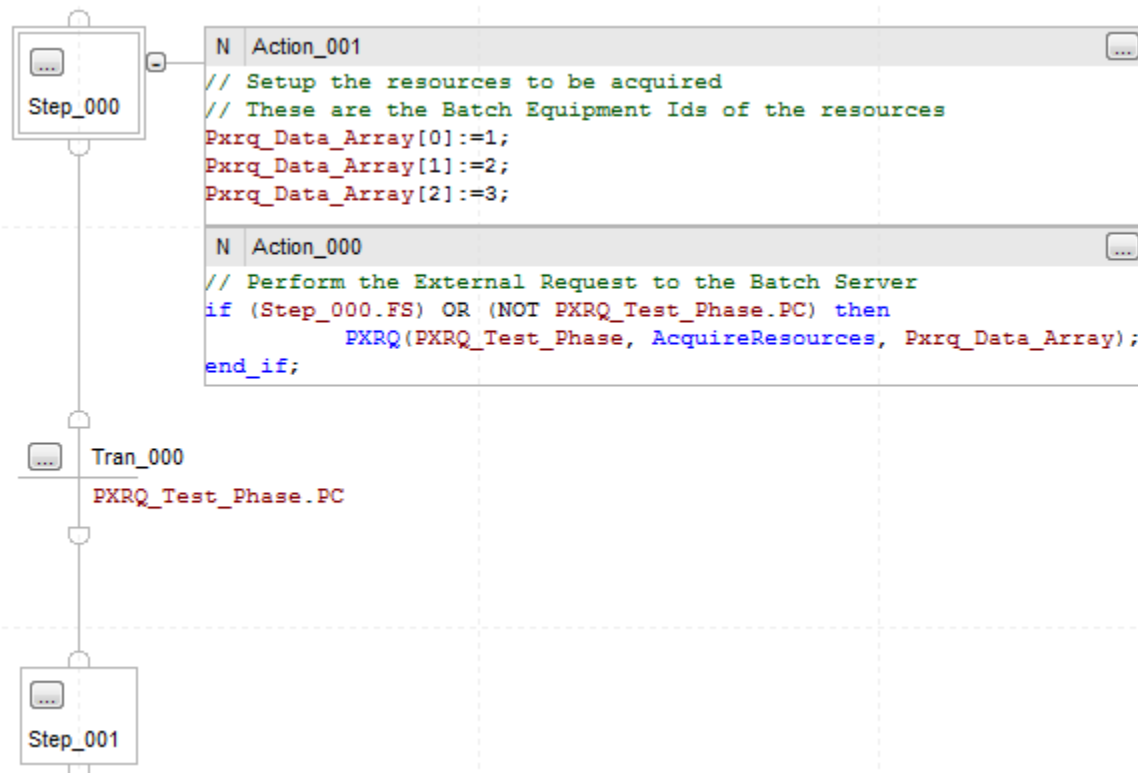 Step_000
N Action_001
...
// Setup the resources to be acquired
// These are the Batch Equipment Ids of the resources
Pxrq_Data_Array[0]:=1;
Pxrq_Data_Array[1]:=2;
Pxrq_Data_Array[2]:=3;
N Action_000
...
// Perform the External Request to the Batch Server
if (Step_000.FS) OR (NOT PXRQ_Test_Phase.PC) then
PXRQ(PXRQ_Test_Phase, AcquireResources, Pxrq_Data_Array);
end_if;
... Tran_000
PXRQ_Test_Phase.PC
...
Step_001